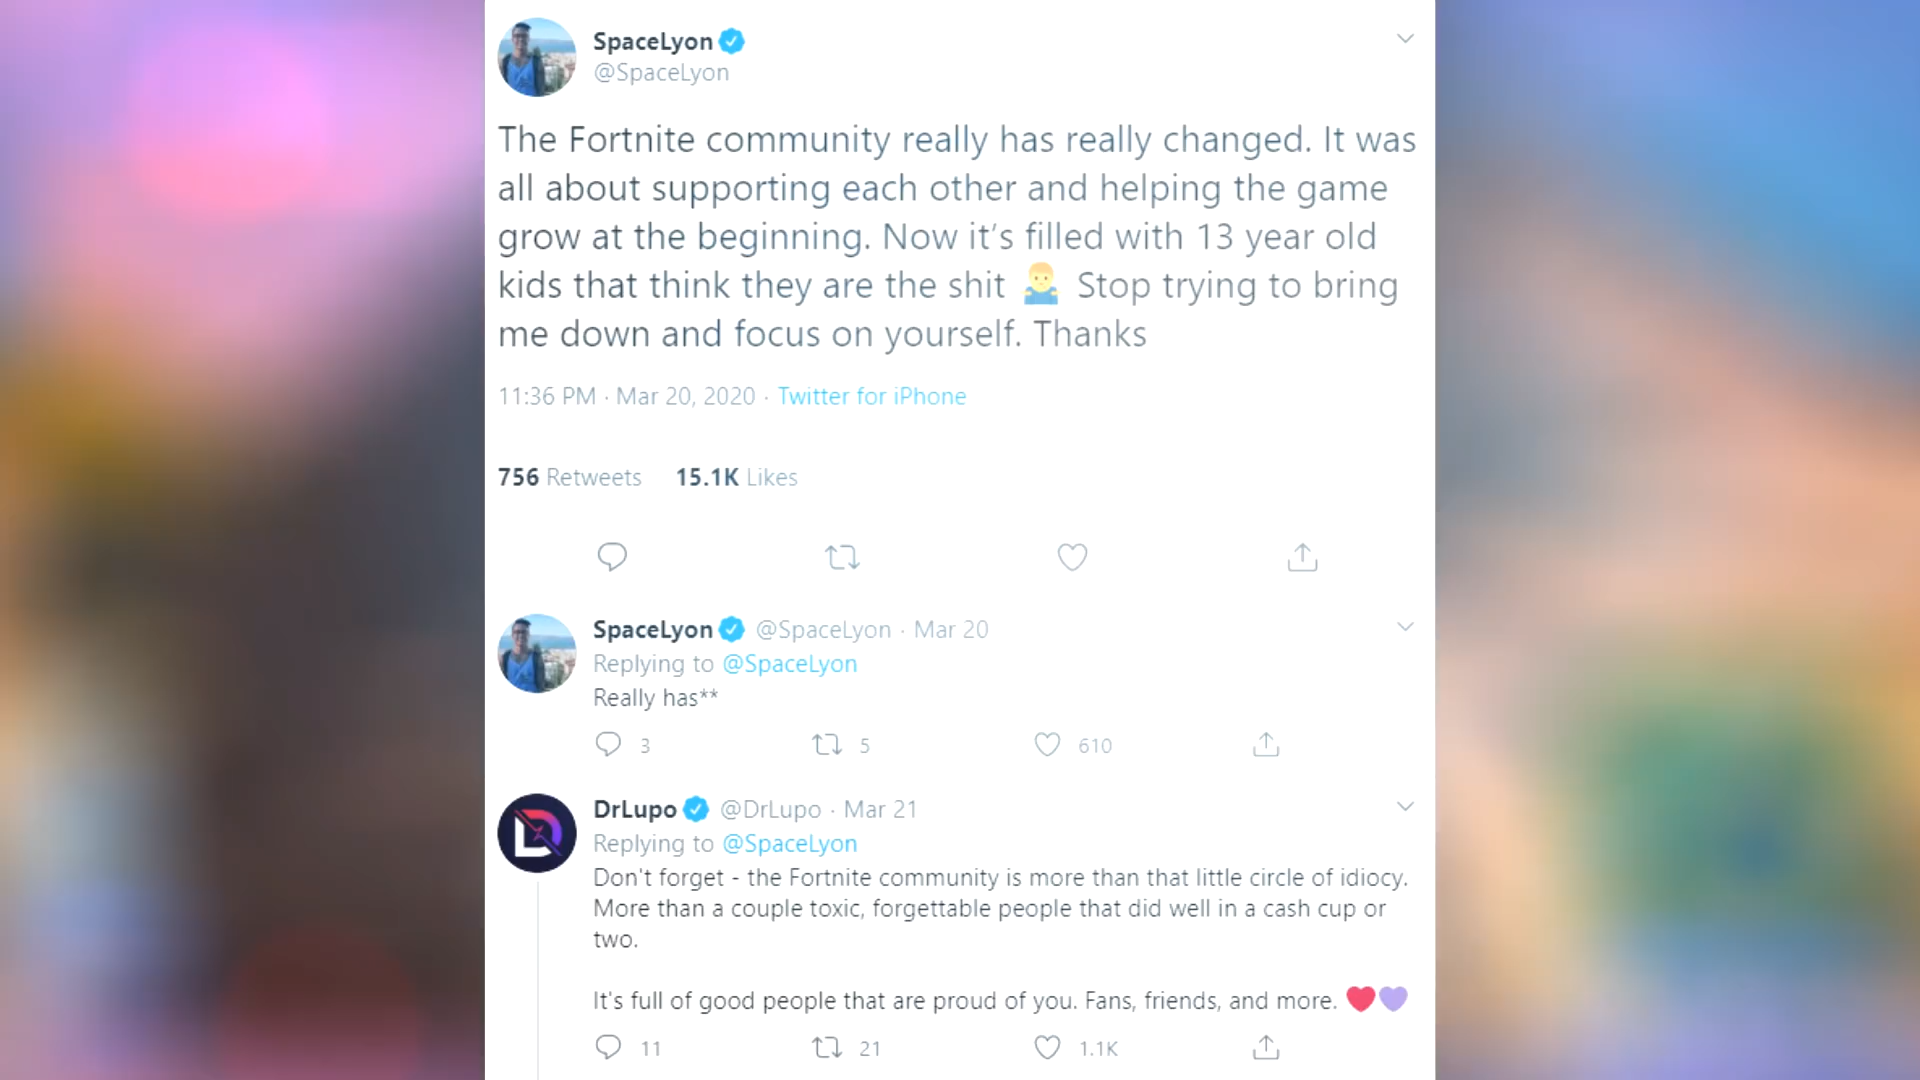 SpaceLyon
@SpaceLyon
The Fortnite community really has really changed. It was
all about supporting each other and helping the game
grow at the beginning. Now it’s filled with 13 year old
kids that think they are the shit 🤷🏼‍♂️ Stop trying to bring
me down and focus on yourself. Thanks
11:36 PM · Mar 20, 2020 · Twitter for iPhone
756 Retweets 15.1K Likes
SpaceLyon @SpaceLyon · Mar 20
Replying to @SpaceLyon
Really has**
3 5 610
DrLupo @DrLupo · Mar 21
Replying to @SpaceLyon
Don't forget - the Fortnite community is more than that little circle of idiocy.
More than a couple toxic, forgettable people that did well in a cash cup or
two.
It's full of good people that are proud of you. Fans, friends, and more. ❤️💜
11 21 1.1K